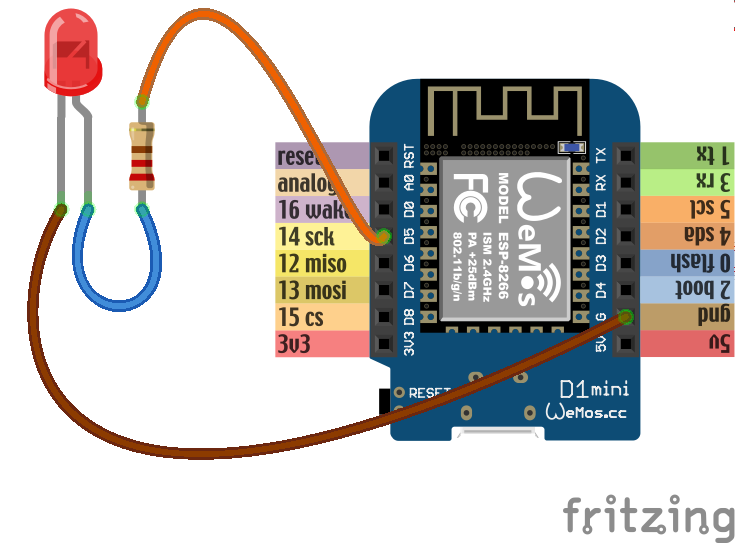 reset
analog
16 wake
14 sck
12 miso
13 mosi
15 cs
3v3
RST
A0
D0
D5
D6
D7
D8
3V3
WeMos
MODEL ESP-8266
ISM 2.4GHz
PA +25dBm
802.11b/g/n
FC
TX
RX
D1
D2
D3
D4
G
5V
1 tx
3 rx
5 scl
4 sda
0 flash
2 boot
gnd
5v
RESET
D1mini
WeMos.cc
fritzing